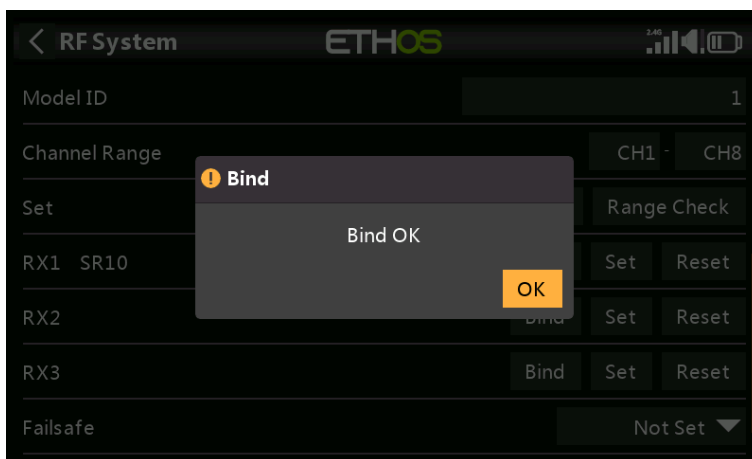 RF System ETHOS 2.4G
Model ID 1
Channel Range CH1 - CH8
Bind
Set Range Check
Bind OK
RX1 SR10 Set Reset
OK
RX2 Bind Set Reset
RX3 Bind Set Reset
Failsafe Not Set